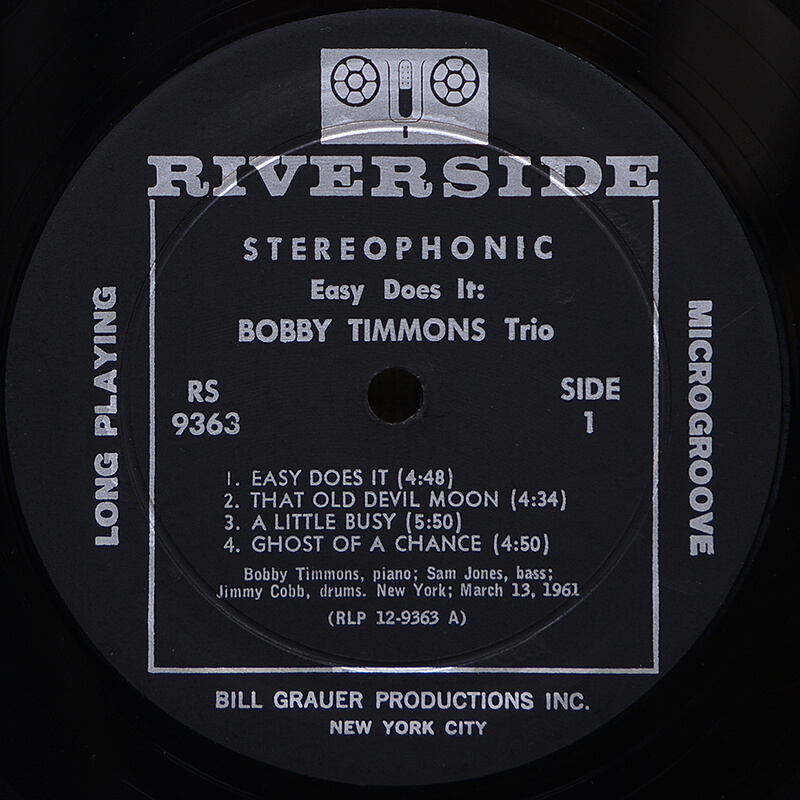 RIVERSIDE
STEREOPHONIC
Easy Does It:
BOBBY TIMMONS Trio
RS
9363
SIDE
1
LONG PLAYING
MICROGROOVE
1. EASY DOES IT (4:48)
2. THAT OLD DEVIL MOON (4:34)
3. A LITTLE BUSY (5:50)
4. GHOST OF A CHANCE (4:50)
Bobby Timmons, piano; Sam Jones, bass;
Jimmy Cobb, drums. New York; March 13, 1961
(RLP 12-9363 A)
BILL GRAUER PRODUCTIONS INC.
NEW YORK CITY